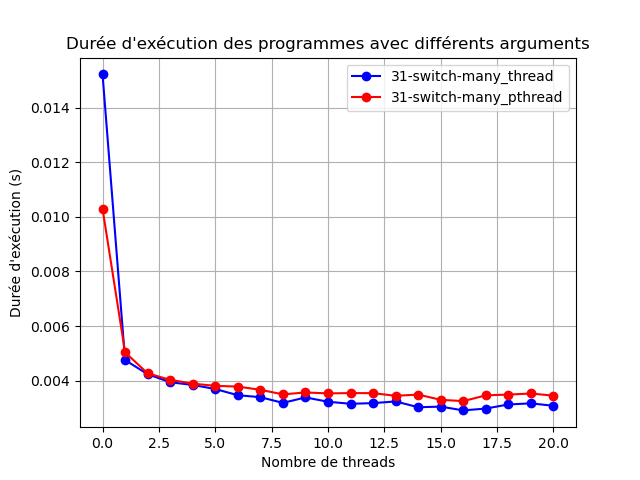 Durée d'exécution des programmes avec différents arguments
31-switch-many_thread
31-switch-many_pthread
Durée d'exécution (s)
0.014
0.012
0.010
0.008
0.006
0.004
0.0 2.5 5.0 7.5 10.0 12.5 15.0 17.5 20.0
Nombre de threads